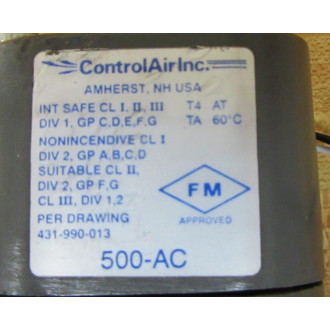 ControlAir Inc.
AMHERST, NH USA
INT SAFE CL I, II, III T4 AT
DIV 1, GP C,D,E,F,G TA 60°C
NONINCENDIVE CL I
DIV 2, GP A,B,C,D
SUITABLE CL II,
DIV 2, GP F,G
CL III, DIV 1,2
FM
PER DRAWING
APPROVED
431-990-013
500-AC